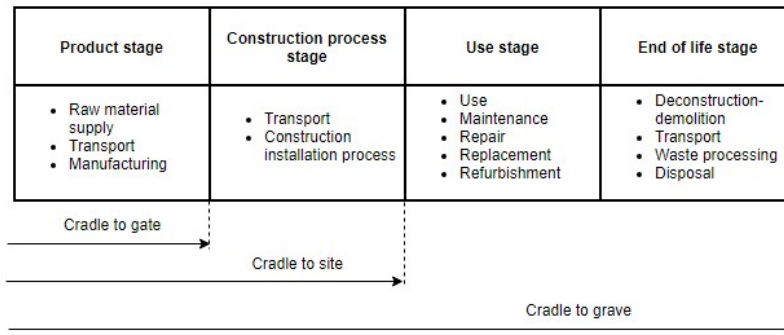 Product stage
Construction process
stage
Use stage
End of life stage
• Raw material
supply
• Transport
• Manufacturing
• Transport
• Construction
installation process
• Use
• Maintenance
• Repair
• Replacement
• Refurbishment
• Deconstruction-
demolition
• Transport
• Waste processing
• Disposal
Cradle to gate
Cradle to site
Cradle to grave